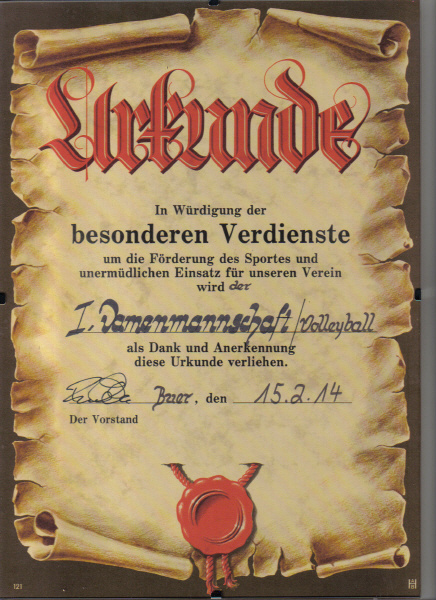 Urkunde
In Würdigung der
besonderen Verdienste
um die Förderung des Sportes und
unermüdlichen Einsatz für unseren Verein
wird der
I. Damenmannschaft/Volleyball
als Dank und Anerkennung
diese Urkunde verliehen.
Buer, den 15.2.14
Der Vorstand
121